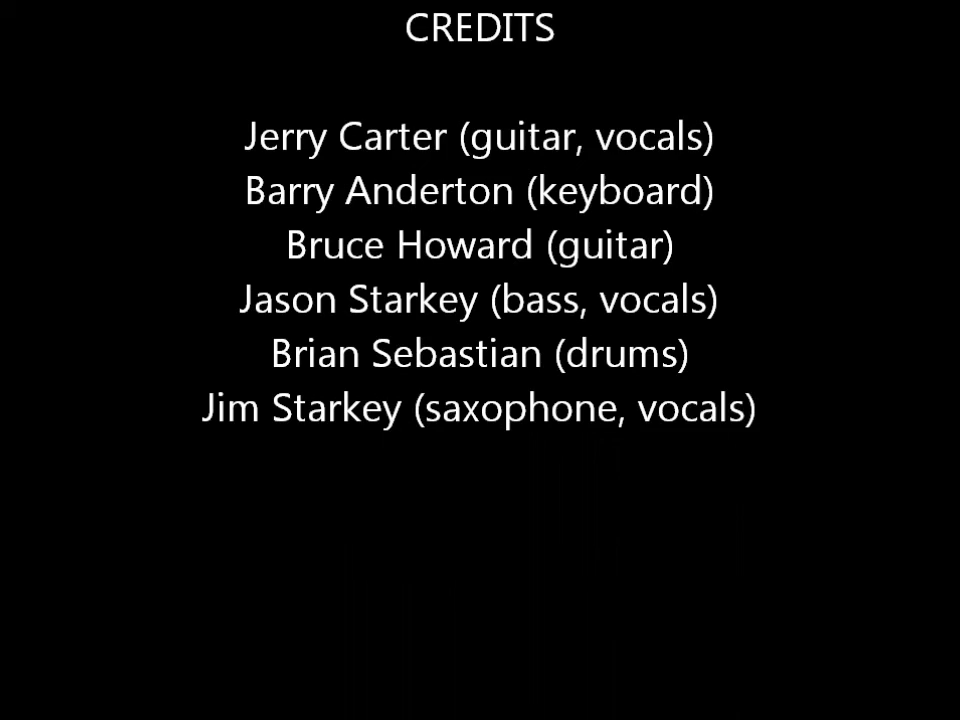 CREDITS
Jerry Carter (guitar, vocals)
Barry Anderton (keyboard)
Bruce Howard (guitar)
Jason Starkey (bass, vocals)
Brian Sebastian (drums)
Jim Starkey (saxophone, vocals)